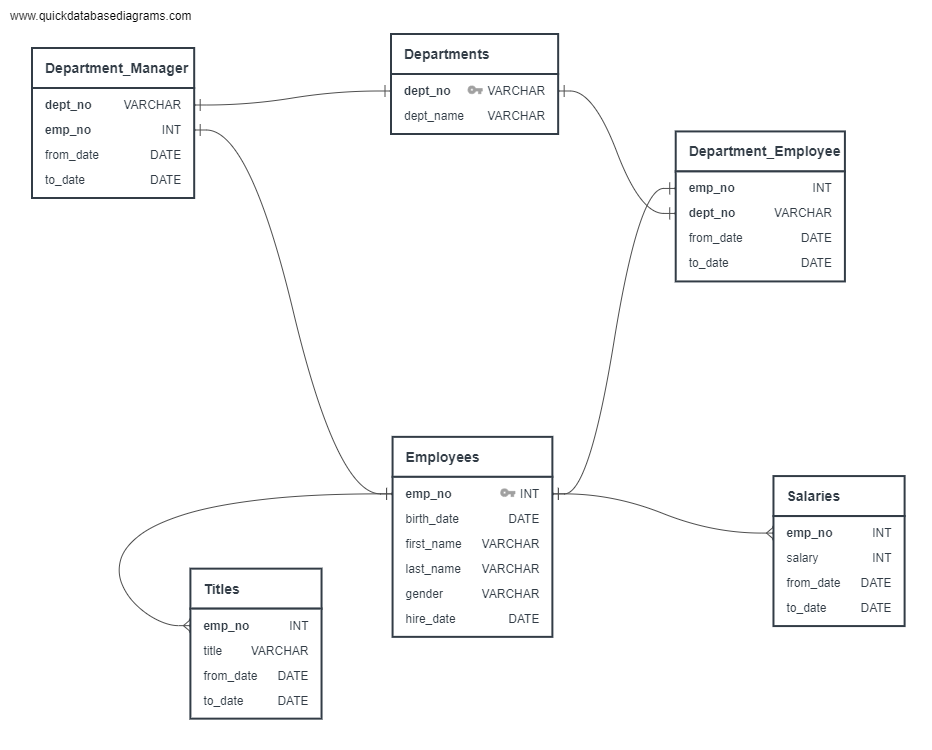 www.quickdatabasediagrams.com
Department_Manager
dept_no VARCHAR
emp_no INT
from_date DATE
to_date DATE
Departments
dept_no VARCHAR
dept_name VARCHAR
Department_Employee
emp_no INT
dept_no VARCHAR
from_date DATE
to_date DATE
Employees
emp_no INT
birth_date DATE
first_name VARCHAR
last_name VARCHAR
gender VARCHAR
hire_date DATE
Salaries
emp_no INT
salary INT
from_date DATE
to_date DATE
Titles
emp_no INT
title VARCHAR
from_date DATE
to_date DATE